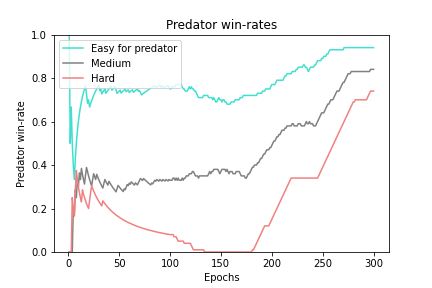 Predator win-rates
Easy for predator
Medium
Hard
Predator win-rate
1.0
0.8
0.6
0.4
0.2
0.0
0
50
100
150
200
250
300
Epochs